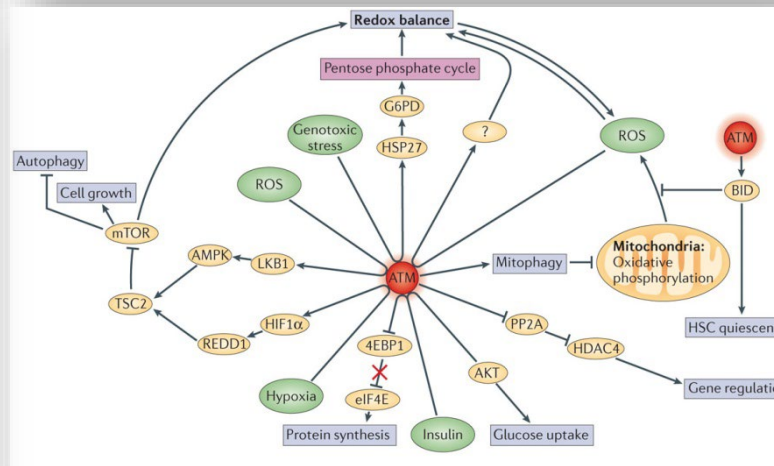 Redox balance
Pentose phosphate cycle
G6PD
Genotoxic
stress
HSP27
?
ROS
ATM
Autophagy
Cell growth
ROS
BID
mTOR
AMPK
LKB1
ATM
Mitophagy
Mitochondria:
Oxidative
phosphorylation
TSC2
HIF1α
REDD1
4EBP1
PP2A
HDAC4
HSC quiescen
AKT
Hypoxia
eIF4E
Gene regulatio
Protein synthesis
Insulin
Glucose uptake